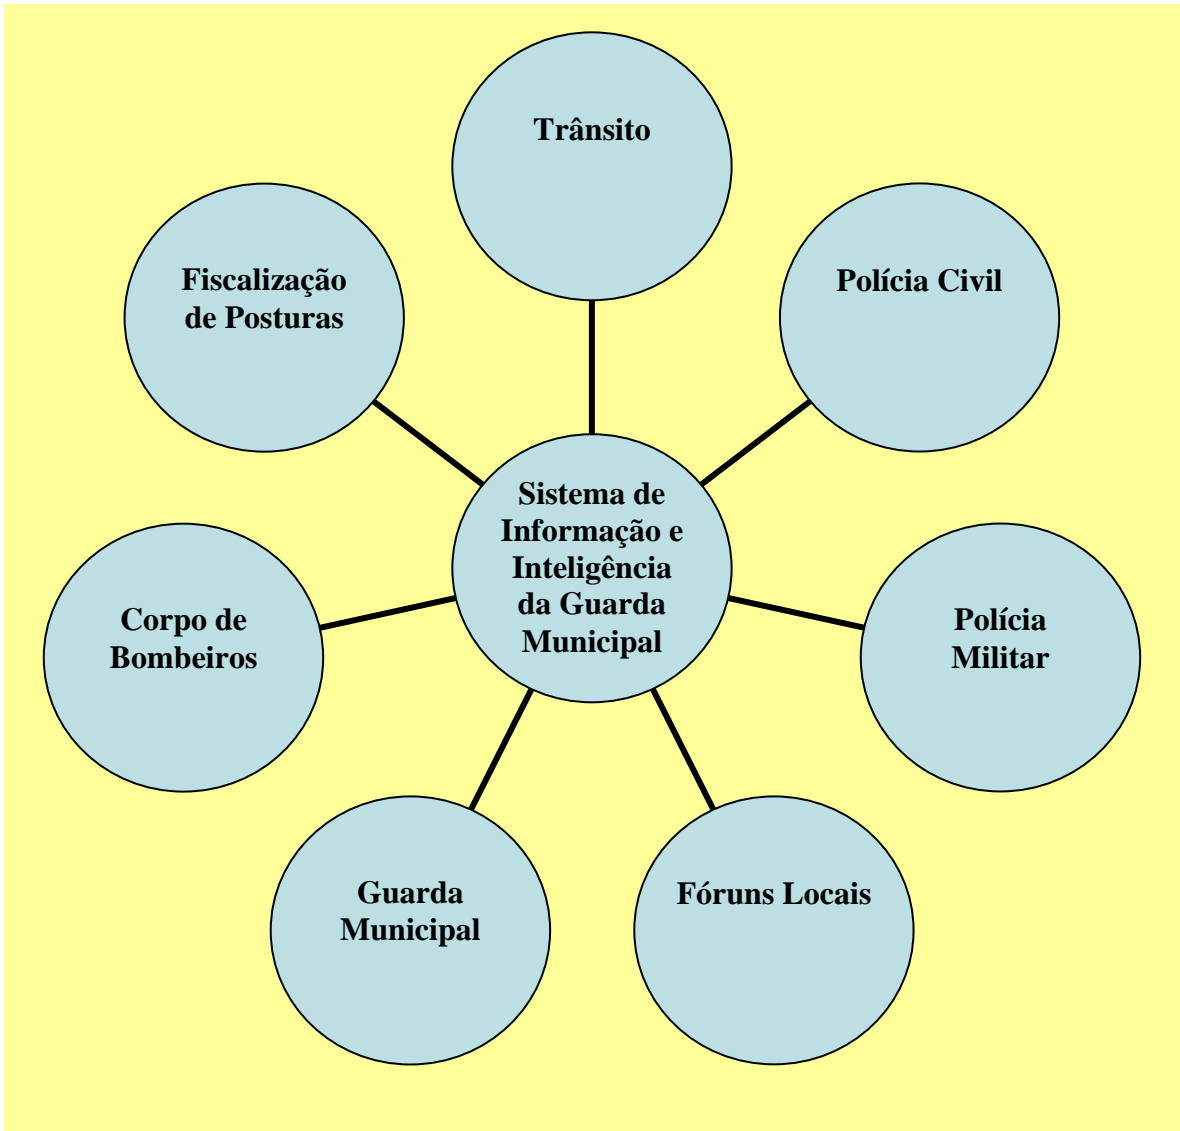 Trânsito
Fiscalização
de Posturas
Polícia Civil
Sistema de
Informação e
Inteligência
da Guarda
Municipal
Corpo de
Bombeiros
Polícia
Militar
Guarda
Municipal
Fóruns Locais